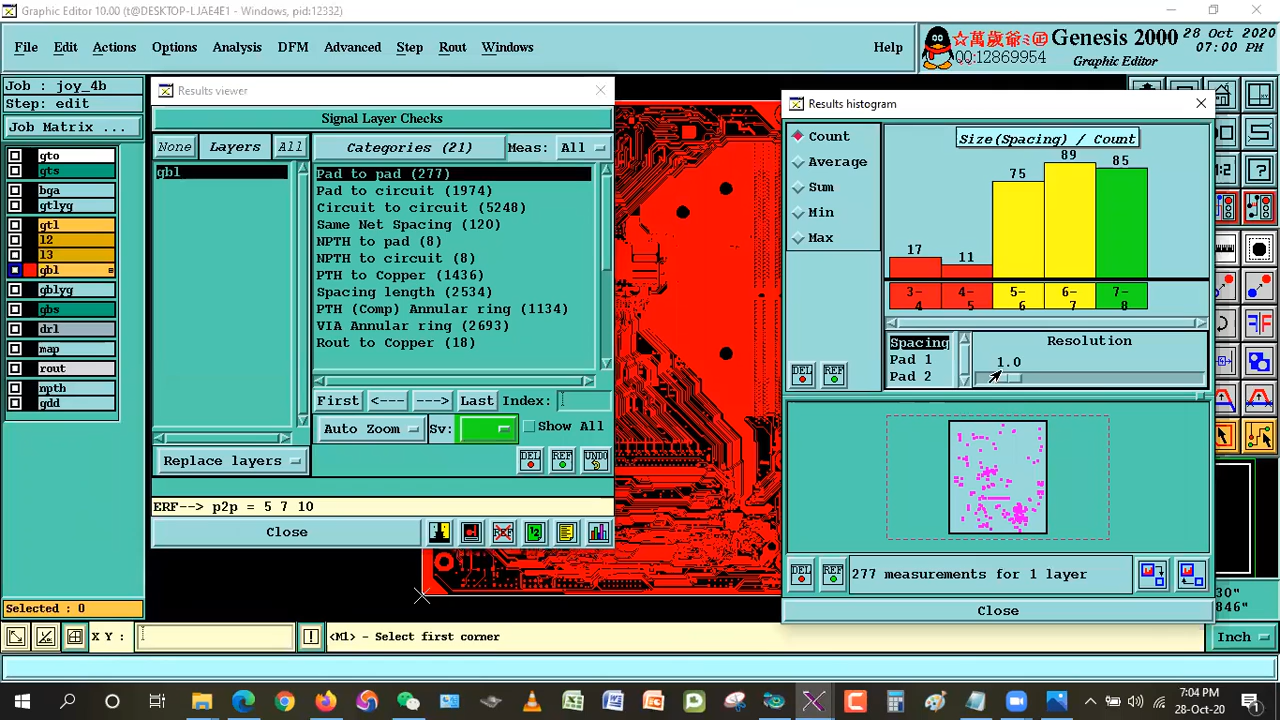 Graphic Editor 10.00 (t@DESKTOP-LJAE4E1 - Windows, pid:12332)
File Edit Actions Options Analysis DFM Advanced Step Rout Windows Help
Genesis 2000
Graphic Editor
28 Oct 2020
07:00 PM
QQ:12869954
Job : joy_4b
Step: edit
Job Matrix ...
gto
gts
bga
gtlyg
gtl
l2
l3
gbl
gblyg
gbs
drl
map
rout
npth
gdd
Selected : 0
Results viewer
Signal Layer Checks
None Layers All
gbl
Replace layers
Categories (21) Meas: All
Pad to pad (277)
Pad to circuit (1974)
Circuit to circuit (5248)
Same Net Spacing (120)
NPTH to pad (8)
NPTH to circuit (8)
PTH to Copper (1436)
Spacing length (2534)
PTH (Comp) Annular ring (1134)
VIA Annular ring (2693)
Rout to Copper (18)
First <--- ---> Last Index:
Auto Zoom Sv: Show All
DEL REF UNDO
ERF--> p2p = 5 7 10
Close
Results histogram
Count
Average
Sum
Min
Max
DEL REF
Size(Spacing) / Count
17 11 75 89 85
3-4 4-5 5-6 6-7 7-8
Spacing
Pad 1
Pad 2
Resolution
1.0
DEL REF 277 measurements for 1 layer
Close
30"
846"
X Y : <M1> - Select first corner
Inch
7:04 PM
28-Oct-20